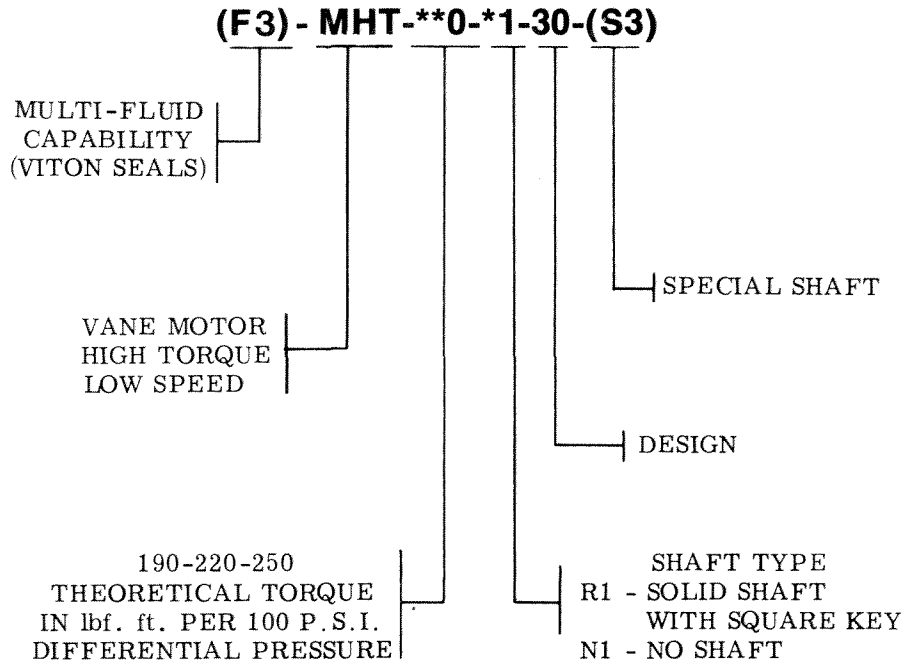 (F3)-MHT-**0-*1-30-(S3)
MULTI-FLUID
CAPABILITY
(VITON SEALS)
SPECIAL SHAFT
VANE MOTOR
HIGH TORQUE
LOW SPEED
DESIGN
190-220-250
THEORETICAL TORQUE
IN lbf. ft. PER 100 P.S.I.
DIFFERENTIAL PRESSURE
SHAFT TYPE
R1 - SOLID SHAFT
WITH SQUARE KEY
N1 - NO SHAFT